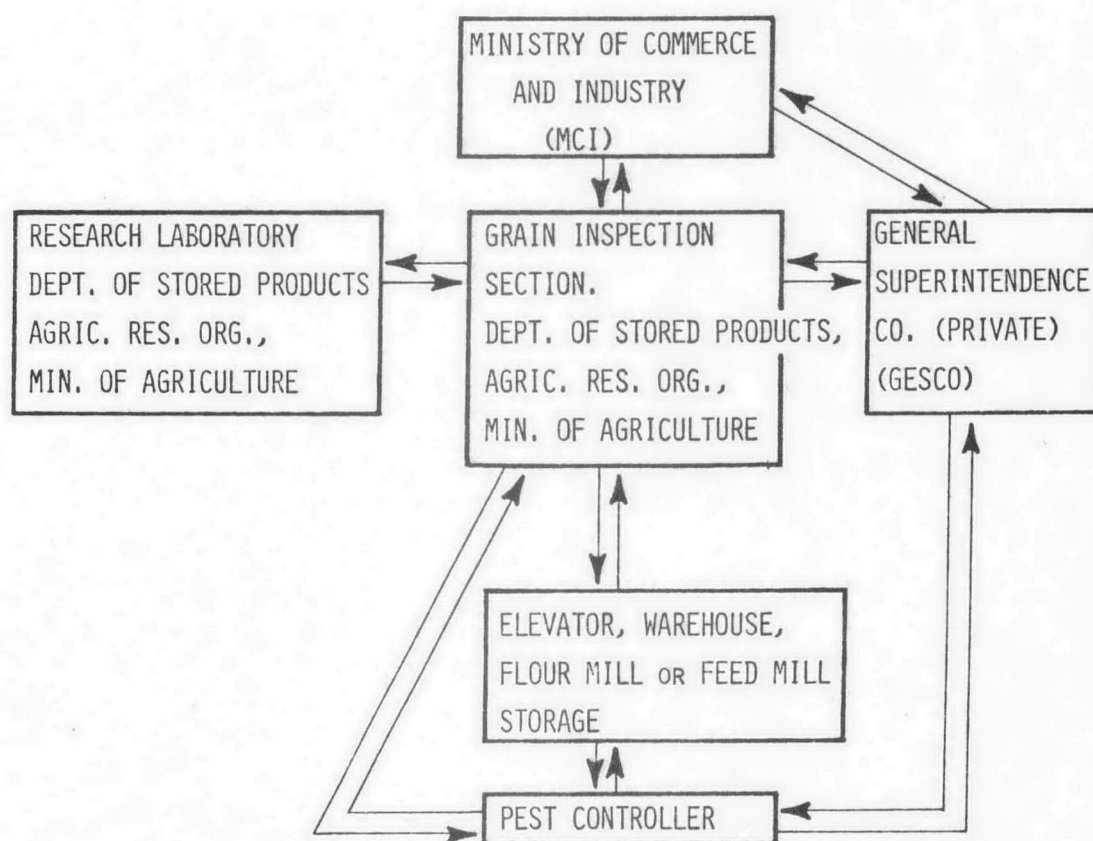 MINISTRY OF COMMERCE
AND INDUSTRY
(MCI)
RESEARCH LABORATORY
DEPT. OF STORED PRODUCTS
AGRIC. RES. ORG.,
MIN. OF AGRICULTURE
GRAIN INSPECTION
SECTION.
DEPT. OF STORED PRODUCTS,
AGRIC. RES. ORG.,
MIN. OF AGRICULTURE
GENERAL
SUPERINTENDENCE
CO. (PRIVATE)
(GESCO)
ELEVATOR, WAREHOUSE,
FLOUR MILL OR FEED MILL
STORAGE
PEST CONTROLLER